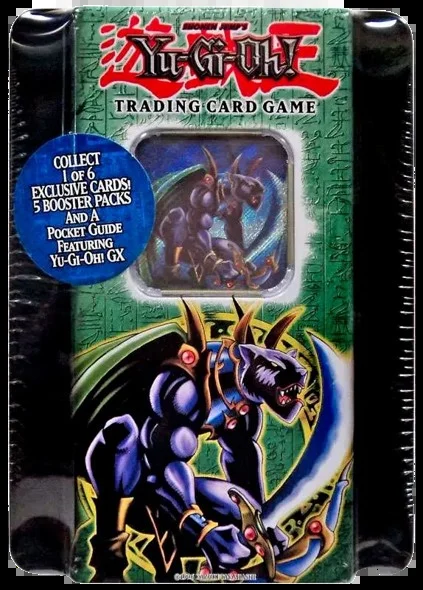 Yu-Gi-Oh!
TRADING CARD GAME
COLLECT
1 OF 6
EXCLUSIVE CARDS!
5 BOOSTER PACKS
AND A
POCKET GUIDE
FEATURING
YU-GI-OH! GX